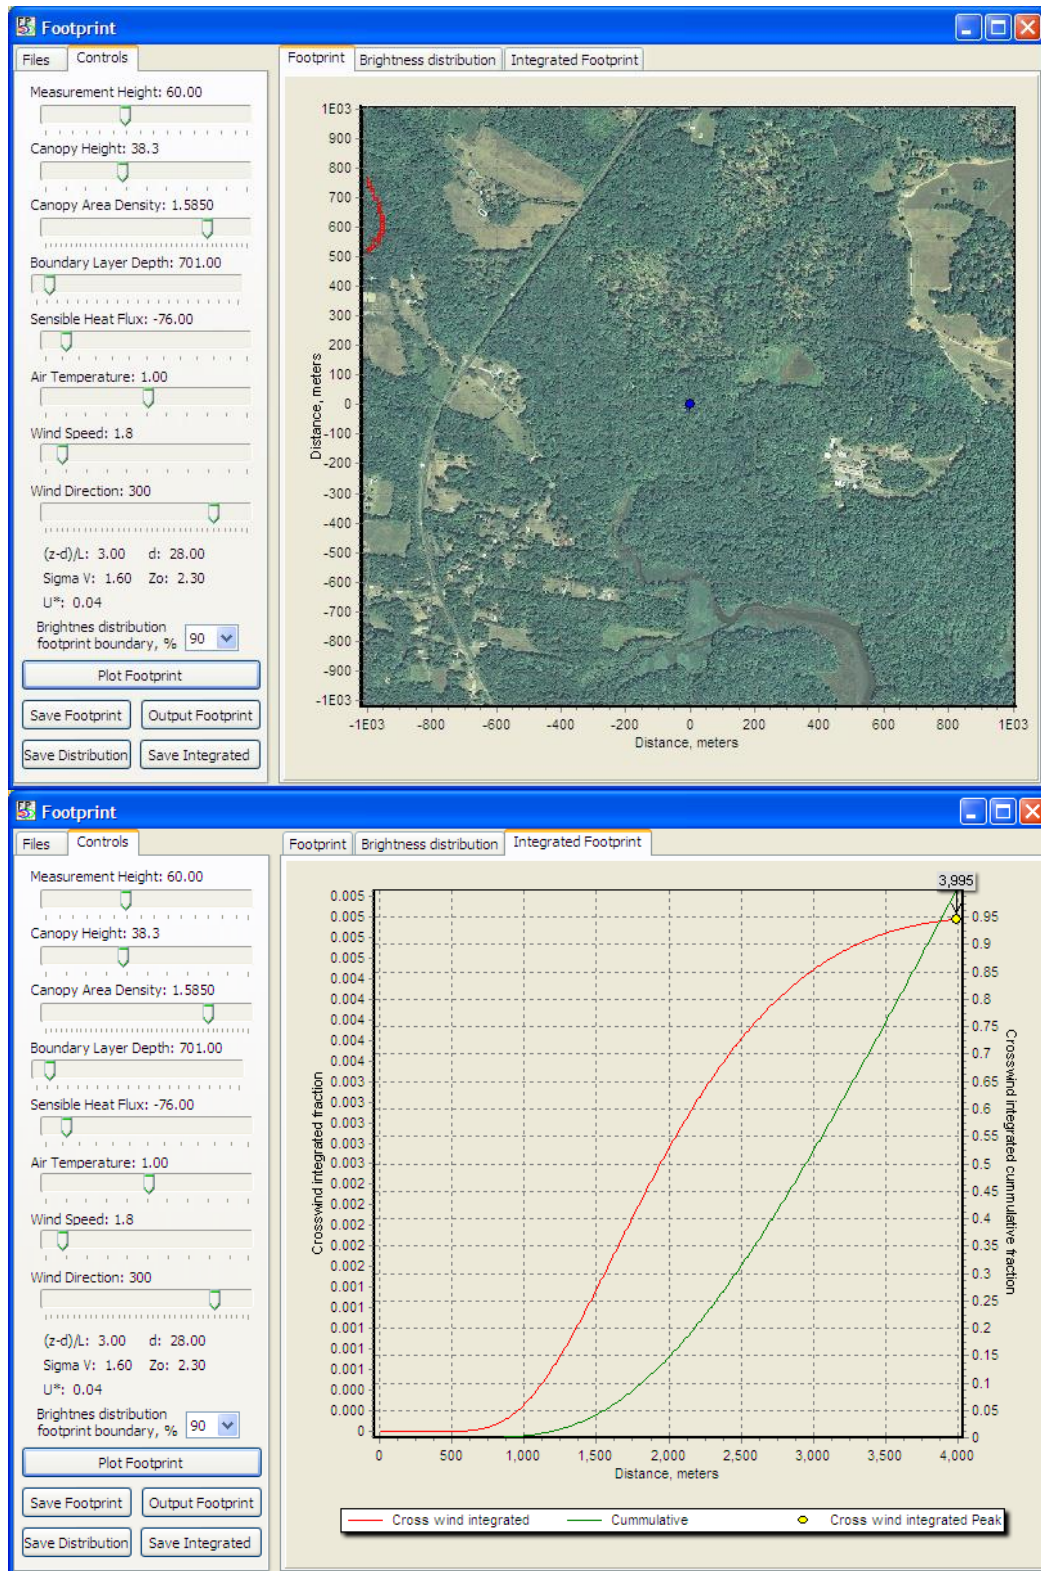 Footprint
Files Controls
Measurement Height: 60.00
Canopy Height: 38.3
Canopy Area Density: 1.5850
Boundary Layer Depth: 701.00
Sensible Heat Flux: -76.00
Air Temperature: 1.00
Wind Speed: 1.8
Wind Direction: 300
(z-d)/L: 3.00 d: 28.00
Sigma V: 1.60 Zo: 2.30
U*: 0.04
Brightnes distribution
footprint boundary, % 90
Plot Footprint
Save Footprint Output Footprint
Save Distribution Save Integrated
Footprint Brightness distribution Integrated Footprint
1E03
900
800
700
600
500
400
300
200
100
0
-100
-200
-300
-400
-500
-600
-700
-800
-900
-1E03
Distance, meters
-1E03 -800 -600 -400 -200 0 200 400 600 800 1E03
Distance, meters
Footprint
Files Controls
Measurement Height: 60.00
Canopy Height: 38.3
Canopy Area Density: 1.5850
Boundary Layer Depth: 701.00
Sensible Heat Flux: -76.00
Air Temperature: 1.00
Wind Speed: 1.8
Wind Direction: 300
(z-d)/L: 3.00 d: 28.00
Sigma V: 1.60 Zo: 2.30
U*: 0.04
Brightnes distribution
footprint boundary, % 90
Plot Footprint
Save Footprint Output Footprint
Save Distribution Save Integrated
Footprint Brightness distribution Integrated Footprint
3,995
0.005
0.005
0.005
0.005
0.004
0.004
0.004
0.004
0.003
0.003
0.003
0.003
0.003
0.003
0.002
0.002
0.002
0.002
0.002
0.001
0.001
0.001
0.001
0.001
0.000
0.000
0
Crosswind integrated fraction
0.95
0.9
0.85
0.8
0.75
0.7
0.65
0.6
0.55
0.5
0.45
0.4
0.35
0.3
0.25
0.2
0.15
0.1
0.05
0
Crosswind integrated cummulative fraction
0 500 1,000 1,500 2,000 2,500 3,000 3,500 4,000
Distance, meters
Cross wind integrated Cummulative Cross wind integrated Peak